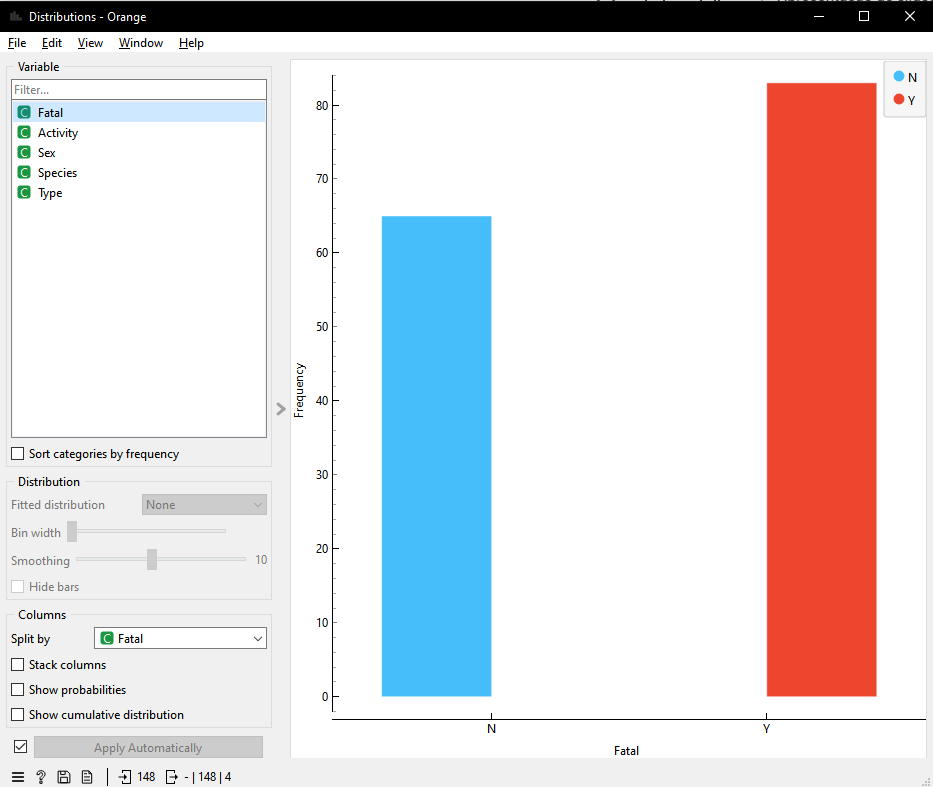 Distributions - Orange
File Edit View Window Help
Variable
Filter...
C Fatal
C Activity
C Sex
C Species
C Type
Sort categories by frequency
Distribution
Fitted distribution None
Bin width
Smoothing 10
Hide bars
Columns
Split by C Fatal
Stack columns
Show probabilities
Show cumulative distribution
Apply Automatically
? 148 - | 148 | 4
N
Y
80
70
60
50
40
30
20
10
0
Frequency
N Y
Fatal